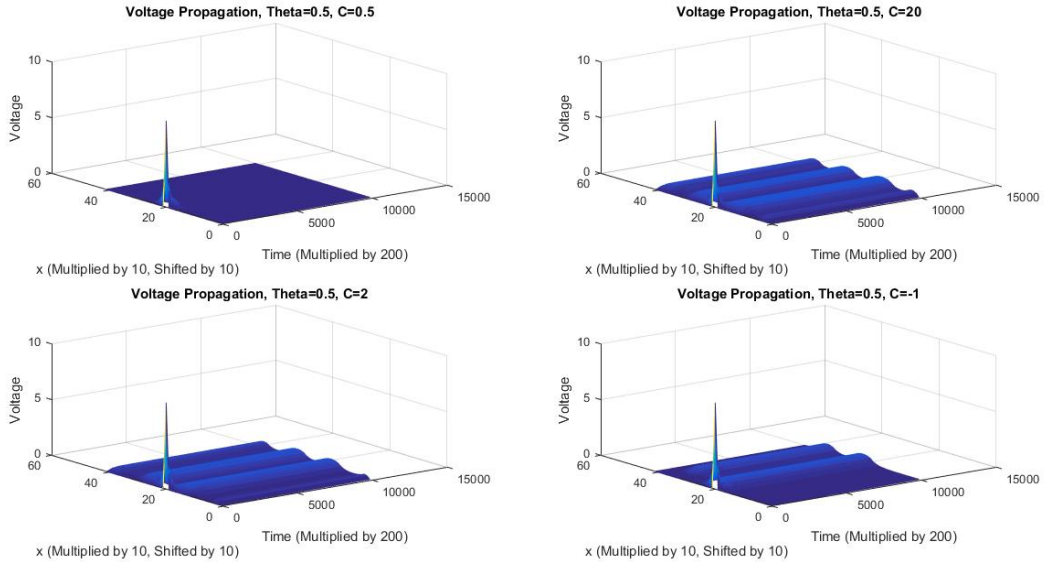 Voltage Propagation, Theta=0.5, C=0.5
10
5
0
Voltage
60
40
20
0
0
5000
10000
15000
Time (Multiplied by 200)
x (Multiplied by 10, Shifted by 10)
Voltage Propagation, Theta=0.5, C=20
10
5
0
Voltage
60
40
20
0
0
5000
10000
15000
Time (Multiplied by 200)
x (Multiplied by 10, Shifted by 10)
Voltage Propagation, Theta=0.5, C=2
10
5
0
Voltage
60
40
20
0
0
5000
10000
15000
Time (Multiplied by 200)
x (Multiplied by 10, Shifted by 10)
Voltage Propagation, Theta=0.5, C=-1
10
5
0
Voltage
60
40
20
0
0
5000
10000
15000
Time (Multiplied by 200)
x (Multiplied by 10, Shifted by 10)